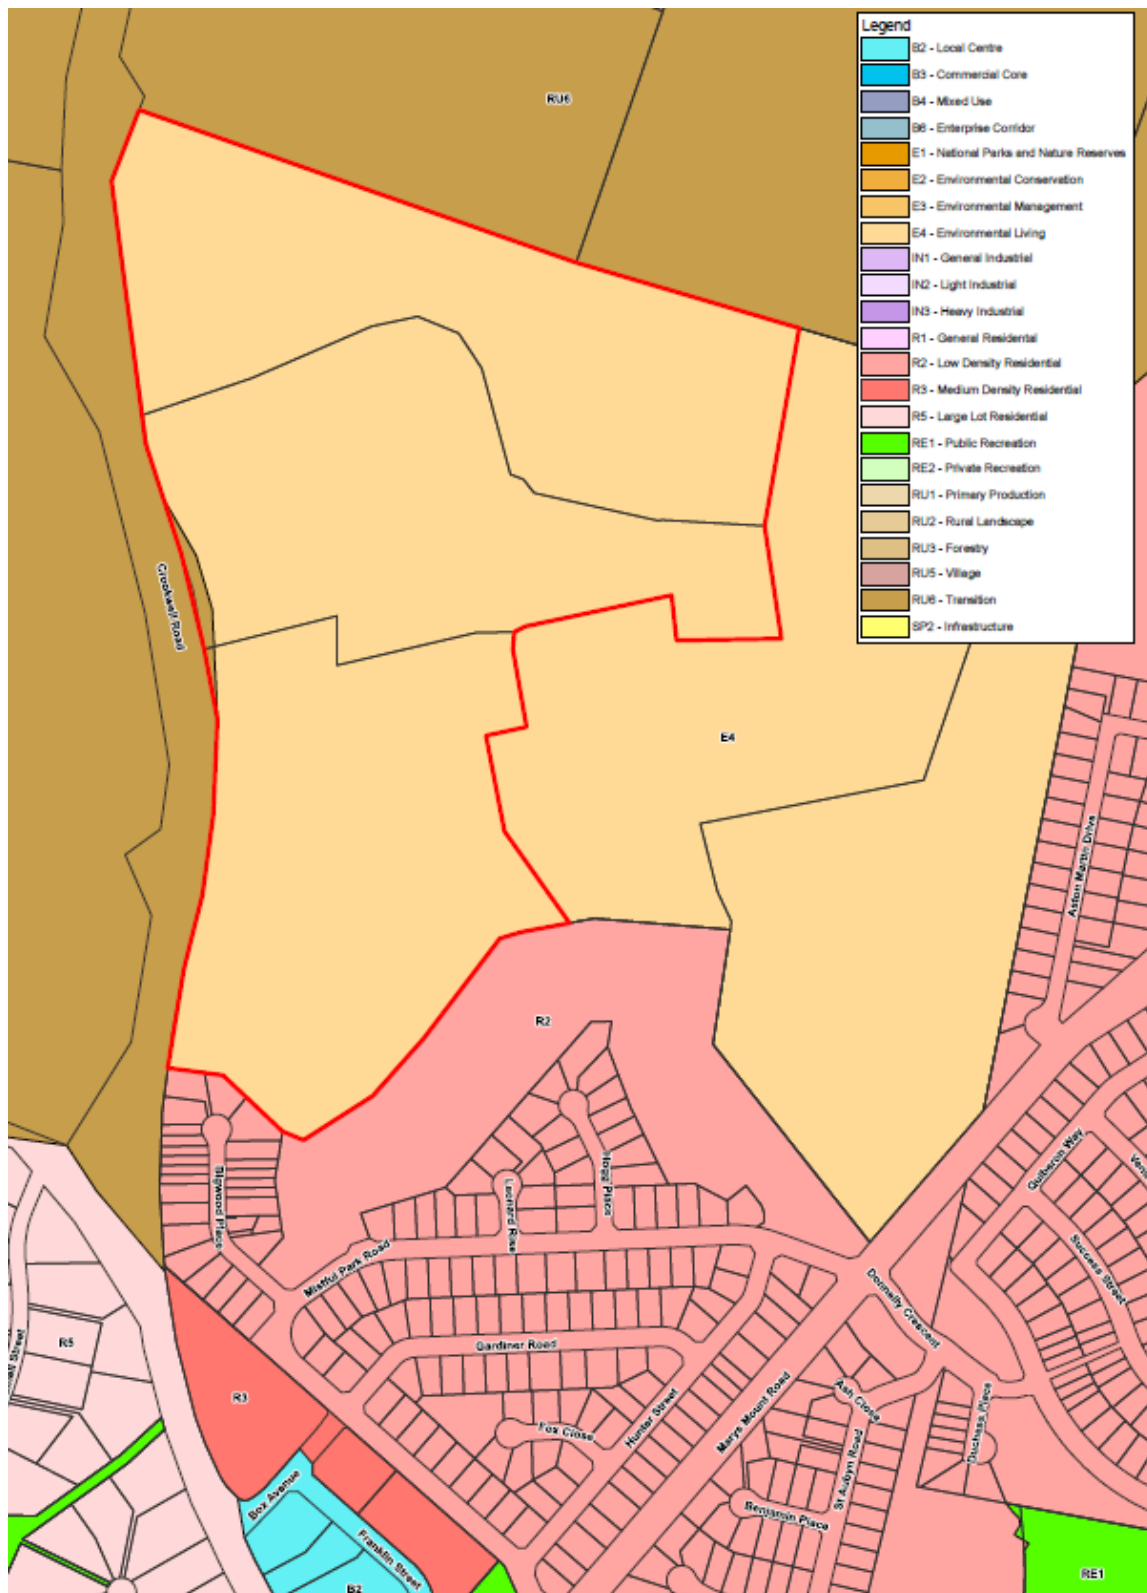 Legend
B2 - Local Centre
B3 - Commercial Core
B4 - Mixed Use
B6 - Enterprise Corridor
E1 - National Parks and Nature Reserves
E2 - Environmental Conservation
E3 - Environmental Management
E4 - Environmental Living
IN1 - General Industrial
IN2 - Light Industrial
IN3 - Heavy Industrial
R1 - General Residental
R2 - Low Density Residential
R3 - Medium Density Residential
R5 - Large Lot Residential
RE1 - Public Recreation
RE2 - Private Recreation
RU1 - Primary Production
RU2 - Rural Landscape
RU3 - Forestry
RU5 - Village
RU6 - Transition
SP2 - Infrastructure
RU6
Crookwell Road
E4
Aston Martin Drive
R2
Quiberon Way
Sigwood Place
Leonard Rise
Hogg Place
Mistful Park Road
Success Street
Donnelly Crescent
Street
R5
Gardiner Road
R3
Ash Close
Duchess Place
Hunter Street
Marys Mount Road
Fox Close
St Aubyn Road
Box Avenue
Benjamin Place
Franklin Street
B2
RE1